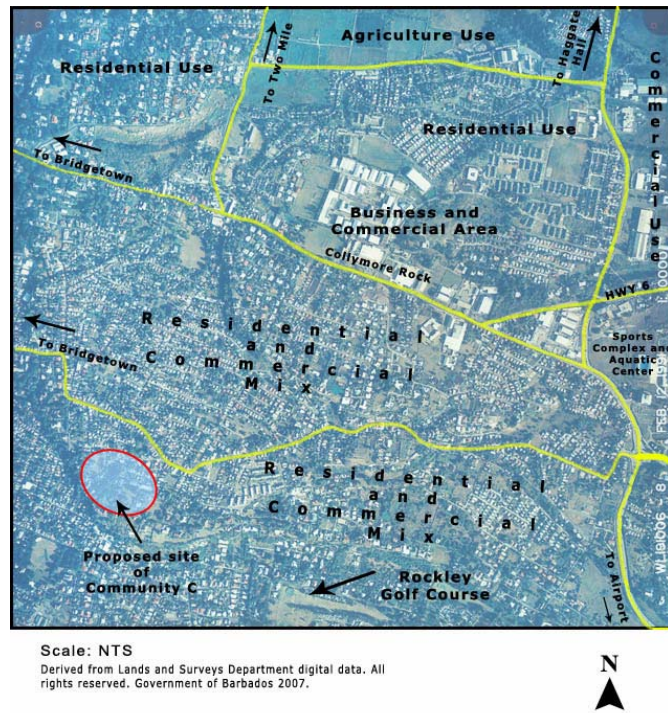 Agriculture Use
Residential Use
To Two Mile
To Haggate
Hall
Commercial Use
Residential Use
To Bridgetown
Business and
Commercial Area
Collymore Rock
HWY 6
Residential
and
Commercial
Mix
To Bridgetown
Sports
Complex and
Aquatic
Center
Residential
and
Commercial
Mix
Proposed site
of
Community C
Rockley
Golf Course
To Airport
Scale: NTS
Derived from Lands and Surveys Department digital data. All
rights reserved. Government of Barbados 2007.
N